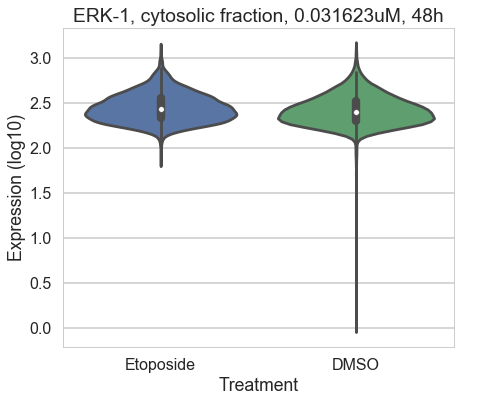 ERK-1, cytosolic fraction, 0.031623uM, 48h
Expression (log10)
3.0
2.5
2.0
1.5
1.0
0.5
0.0
Etoposide DMSO
Treatment